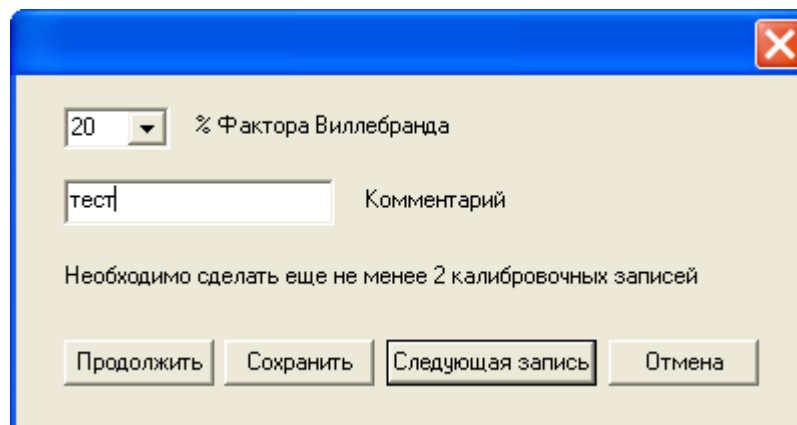 20 % Фактора Виллебранда
тест Комментарий
Необходимо сделать еще не менее 2 калибровочных записей
Продолжить Сохранить Следующая запись Отмена